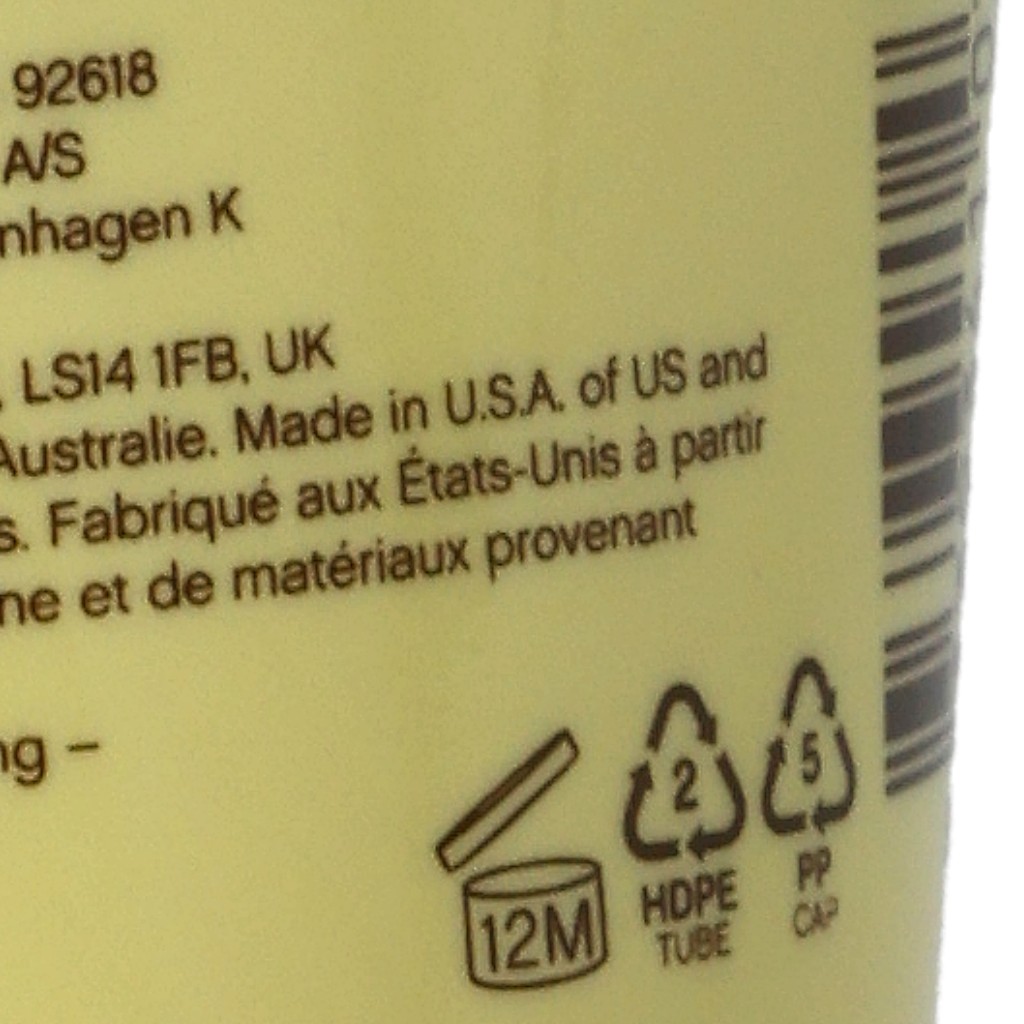 92618
A/S
nhagen K
, LS14 1FB, UK
Australie. Made in U.S.A. of US and
s. Fabriqué aux États-Unis à partir
ne et de matériaux provenant
ng –
2
5
12M
HDPE
PP
TUBE
CAP